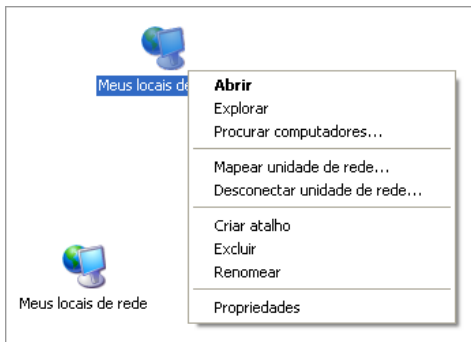 Meus locais de
Abrir
Explorar
Procurar computadores...
Mapear unidade de rede...
Desconectar unidade de rede...
Criar atalho
Excluir
Renomear
Propriedades
Meus locais de rede